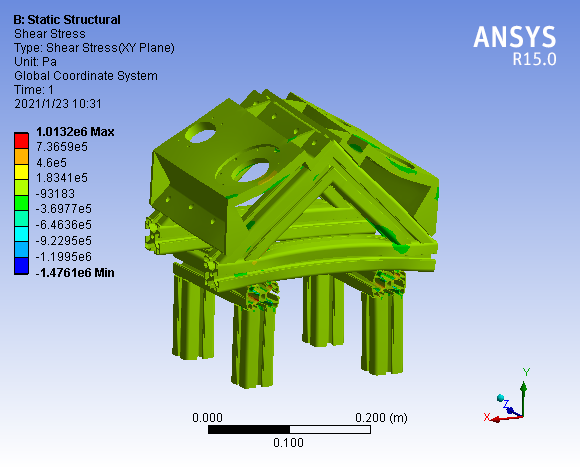 B: Static Structural
Shear Stress
Type: Shear Stress(XY Plane)
Unit: Pa
Global Coordinate System
Time: 1
2021/1/23 10:31
ANSYS
R15.0
1.0132e6 Max
7.3659e5
4.6e5
1.8341e5
-93183
-3.6977e5
-6.4636e5
-9.2295e5
-1.1995e6
-1.4761e6 Min
0.000
0.200 (m)
0.100
Y
Z
X